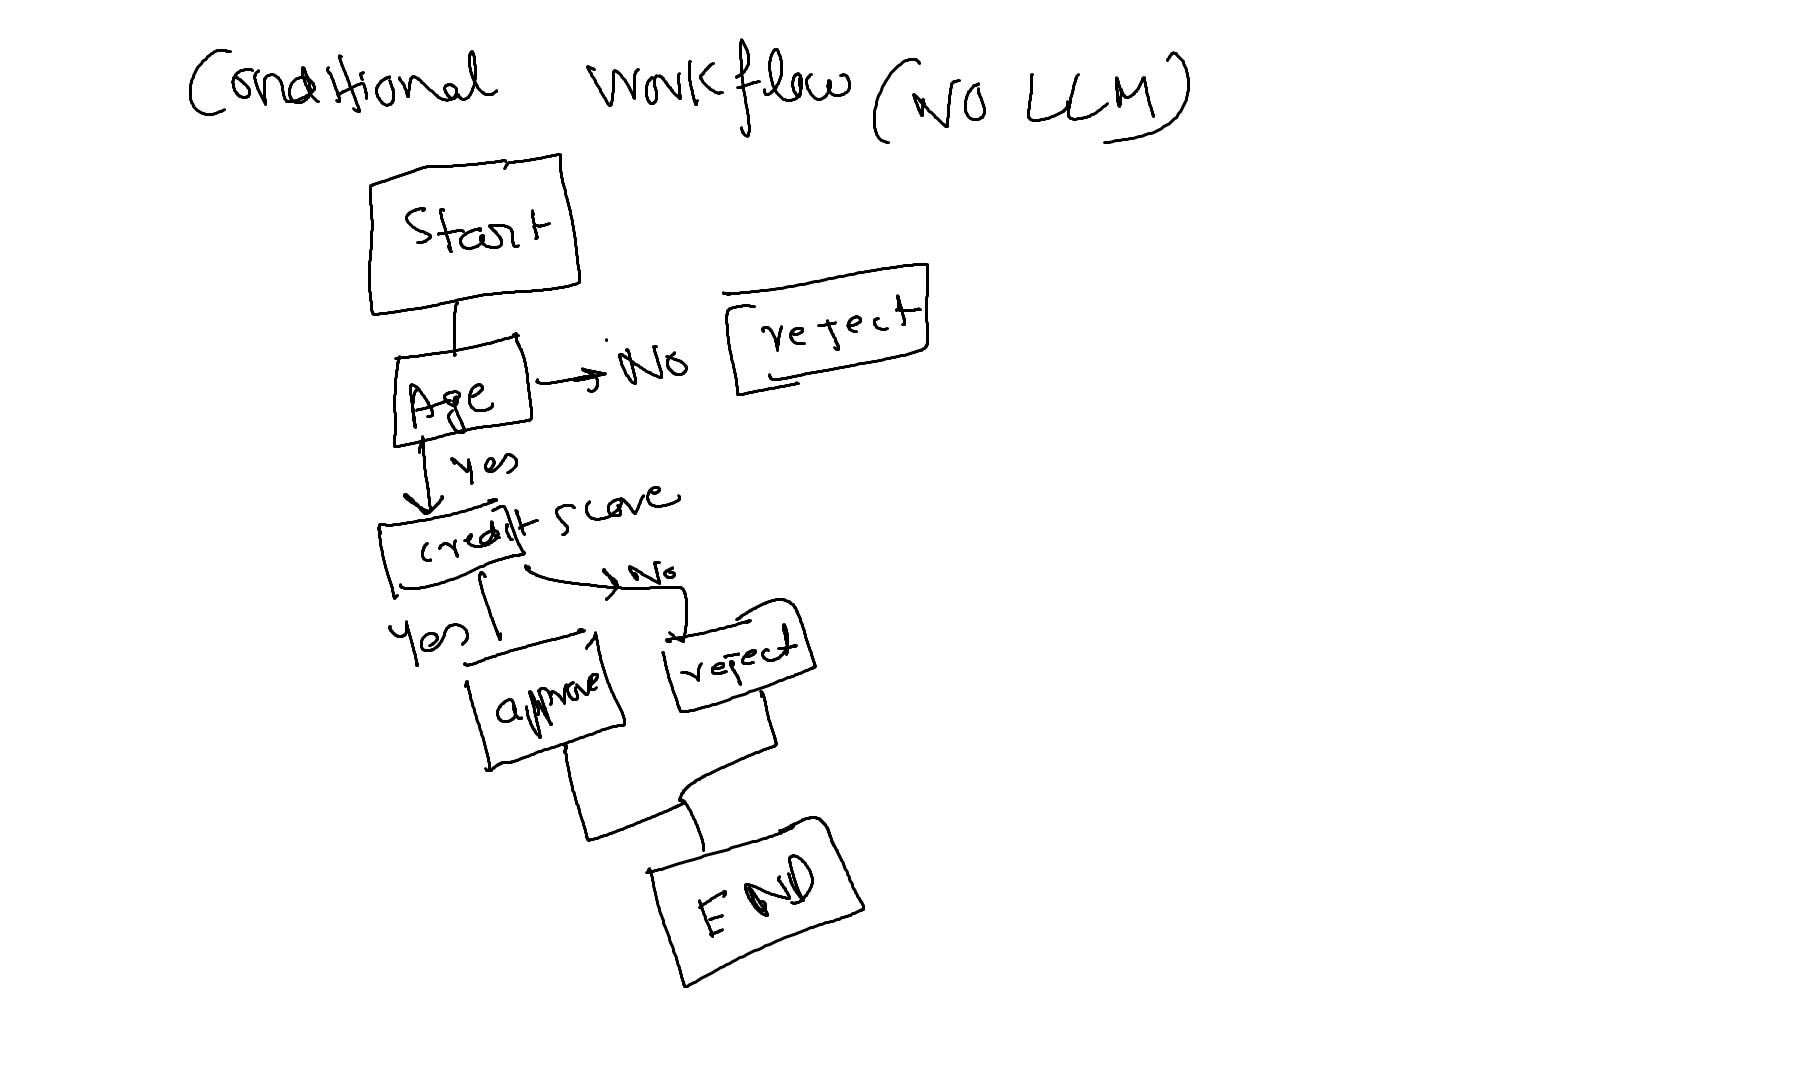 Conditional workflow (NO LLM)
Start
reject
Age
No
Yes
credit score
No
Yes
reject
approve
END